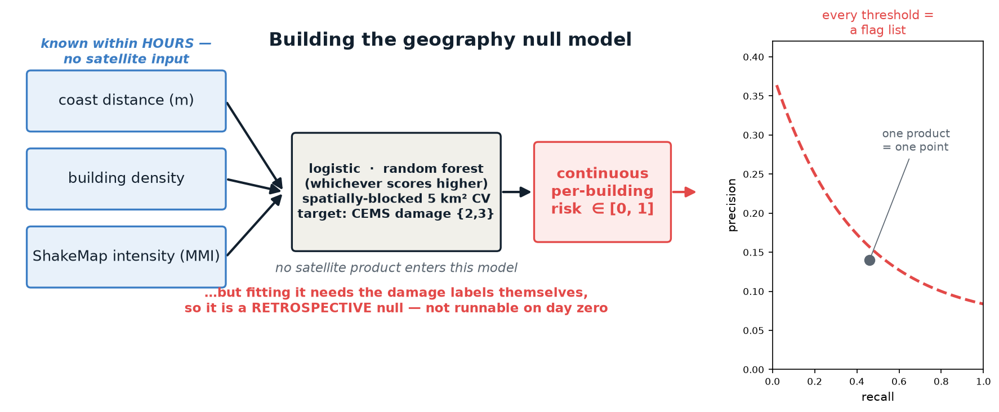 Building the geography null model
known within HOURS —
no satellite input
coast distance (m)
building density
ShakeMap intensity (MMI)
logistic · random forest
(whichever scores higher)
spatially-blocked 5 km² CV
target: CEMS damage {2,3}
continuous
per-building
risk ∈ [0, 1]
no satellite product enters this model
…but fitting it needs the damage labels themselves,
so it is a RETROSPECTIVE null — not runnable on day zero
every threshold =
a flag list
0.40
0.35
0.30
0.25
0.20
0.15
0.10
0.05
0.00
precision
one product
= one point
0.0 0.2 0.4 0.6 0.8 1.0
recall